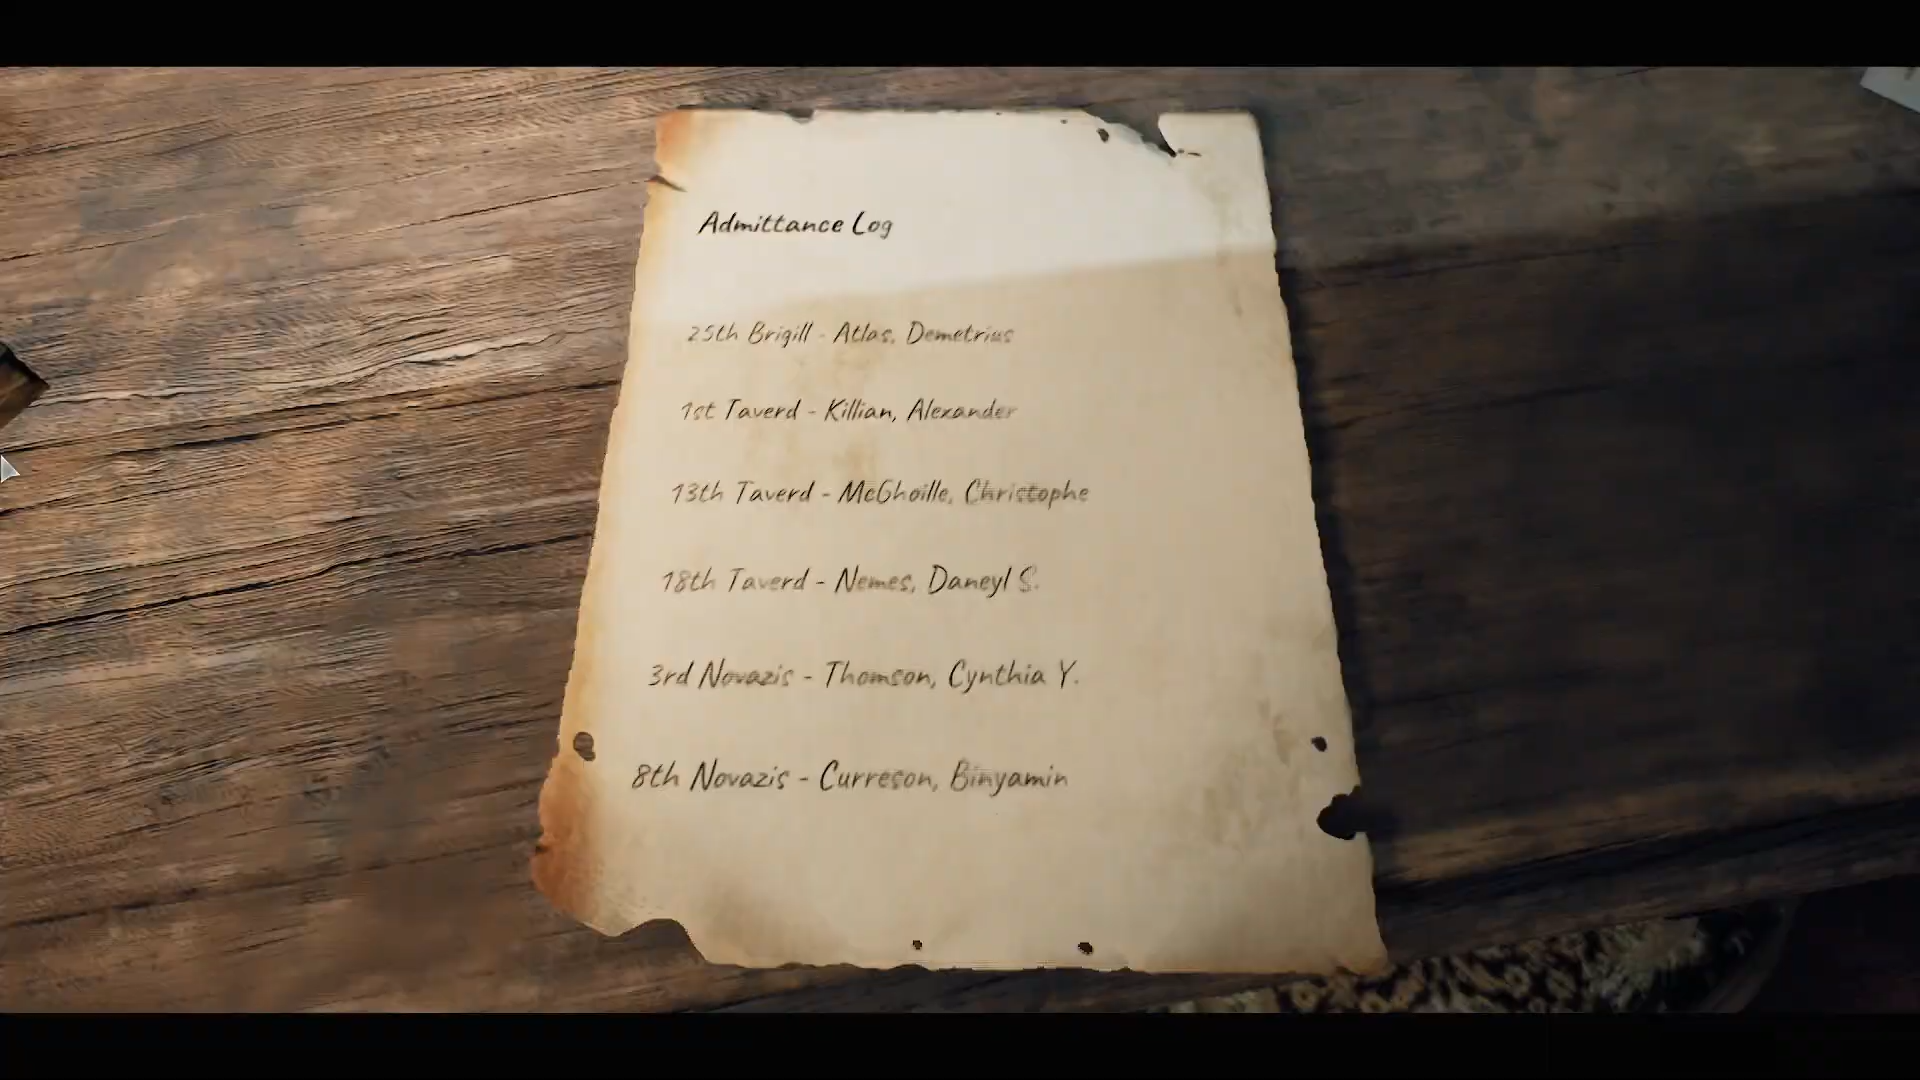 Admittance Log
25th Brigill - Atlas, Demetrius
1st Taverd - Killian, Alexander
13th Taverd - McGhoille, Christophe
18th Taverd - Nemes, Daneyl S.
3rd Novazis - Thomson, Cynthia Y.
8th Novazis - Curreson, Binyamin